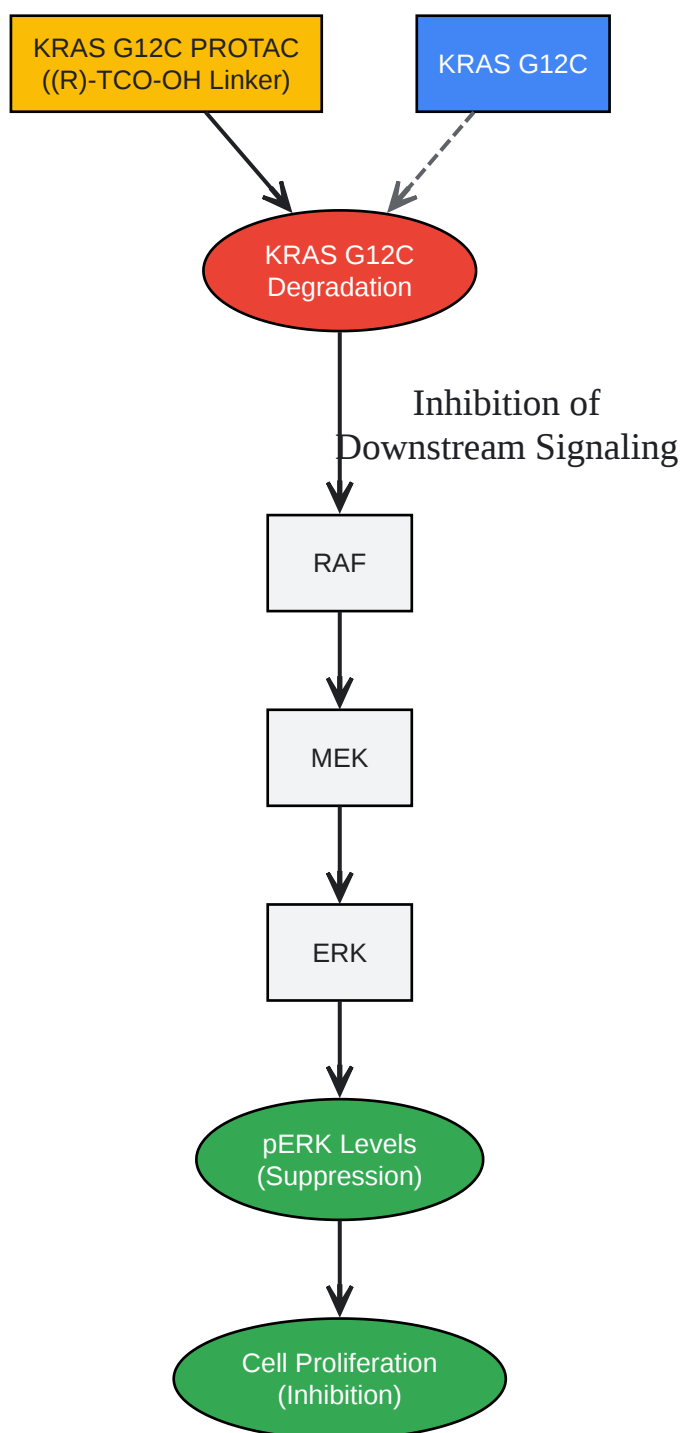 KRAS G12C PROTAC
((R)-TCO-OH Linker)
KRAS G12C
KRAS G12C
Degradation
Inhibition of
Downstream Signaling
RAF
MEK
ERK
pERK Levels
(Suppression)
Cell Proliferation
(Inhibition)